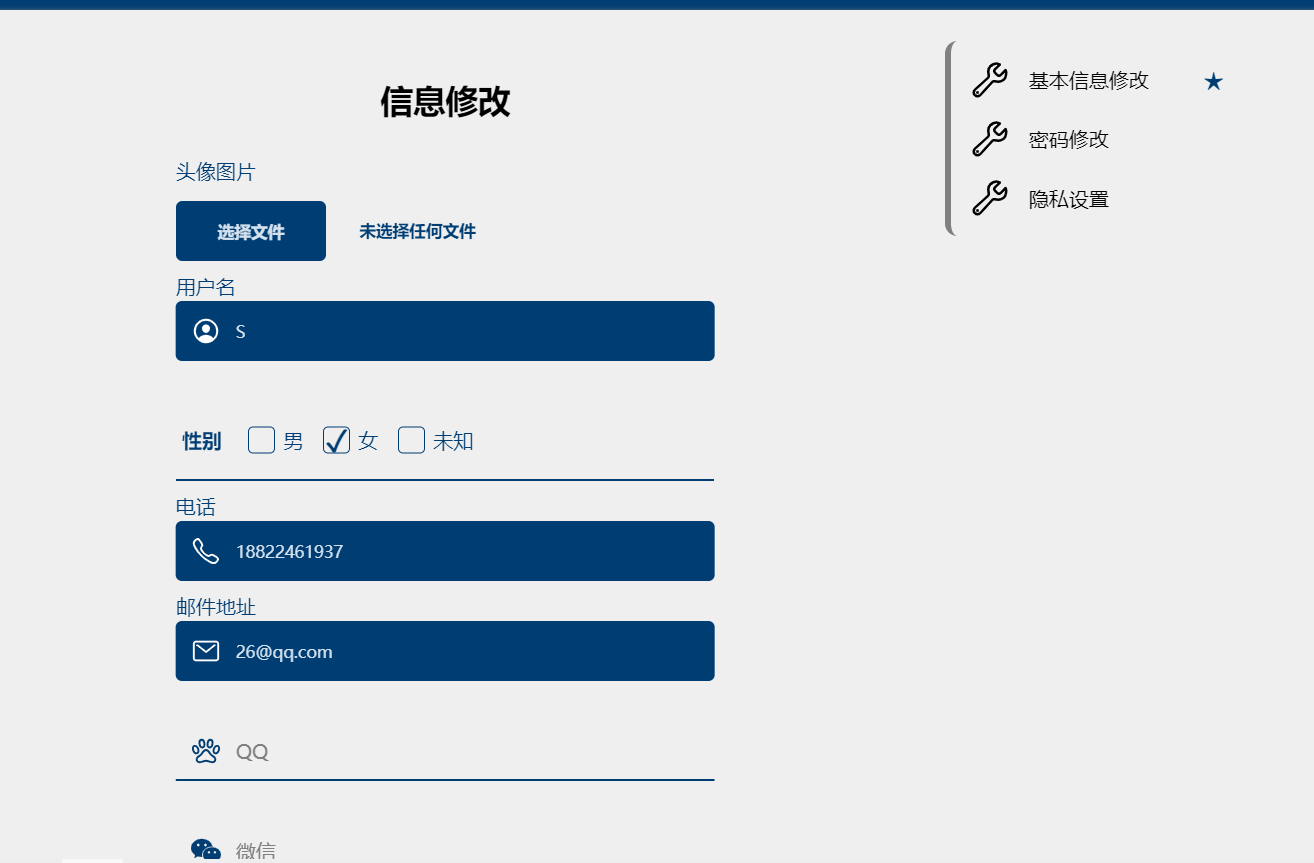 信息修改
头像图片
选择文件 未选择任何文件
用户名
S
性别 男 女 未知
电话
18822461937
邮件地址
26@qq.com
QQ
微信
基本信息修改 ★
密码修改
隐私设置